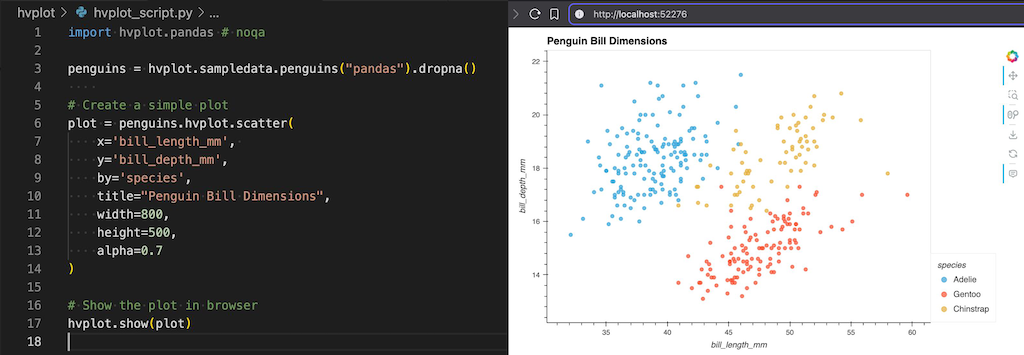 hvplot > hvplot_script.py > ...
1 import hvplot.pandas # noqa
2
3 penguins = hvplot.sampledata.penguins("pandas").dropna()
4
5 # Create a simple plot
6 plot = penguins.hvplot.scatter(
7     x='bill_length_mm',
8     y='bill_depth_mm',
9     by='species',
10     title="Penguin Bill Dimensions",
11     width=800,
12     height=500,
13     alpha=0.7
14 )
15
16 # Show the plot in browser
17 hvplot.show(plot)
18
http://localhost:52276
Penguin Bill Dimensions
22
20
18
16
14
bill_depth_mm
35 40 45 50 55 60
bill_length_mm
species
Adelie
Gentoo
Chinstrap